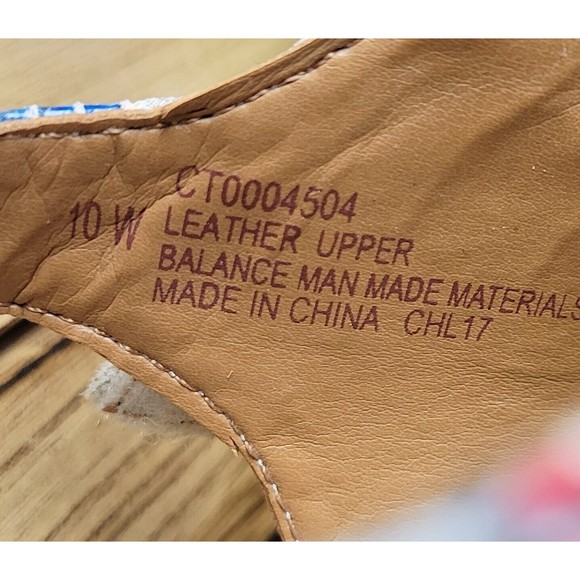 CT0004504
10 W LEATHER UPPER
BALANCE MAN MADE MATERIALS
MADE IN CHINA CHL17